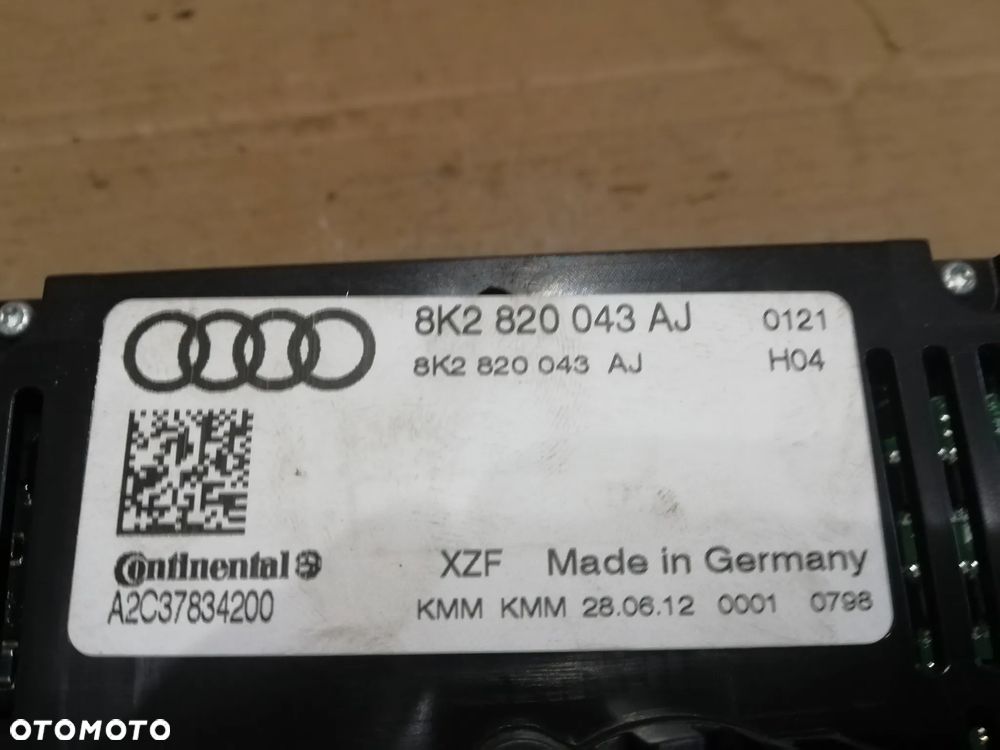 8K2 820 043 AJ 0121
8K2 820 043 AJ H04
Continental
XZF Made in Germany
A2C37834200
KMM KMM 28.06.12 0001 0798
OTOMOTO